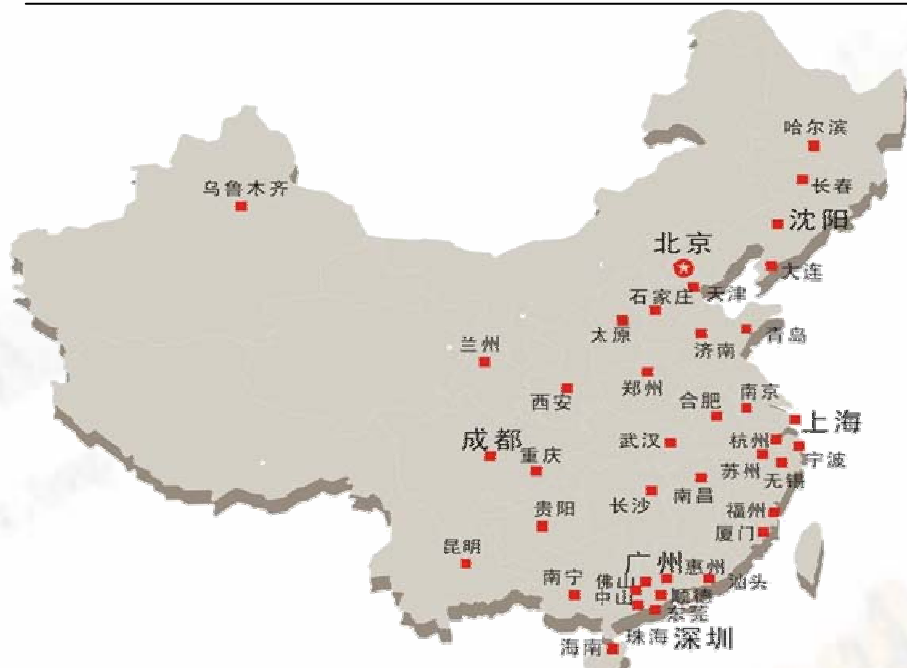 哈尔滨
长春
乌鲁木齐
沈阳
北京
大连
天津
石家庄
太原
济南
青岛
兰州
郑州
西安
合肥
南京
上海
成都
重庆
武汉
杭州
宁波
苏州
无锡
长沙
南昌
贵阳
福州
厦门
昆明
广州
惠州
南宁
佛山
汕头
中山
顺德
东莞
珠海
深圳
海南